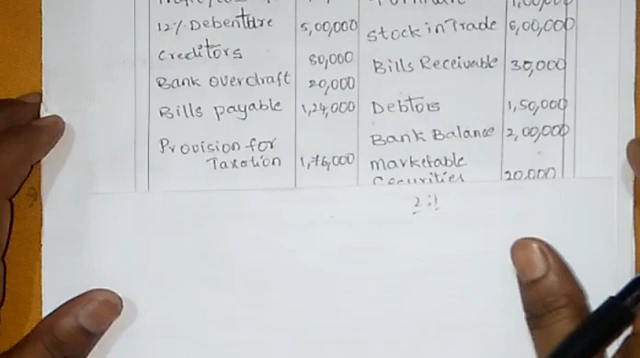 12% Debenture 5,00,000 Stock in Trade 6,00,000
Creditors 80,000 Bills Receivable 30,000
Bank overdraft 20,000
Bills payable 1,24,000 Debtors 1,50,000
Bank Balance 2,00,000
Provision for
Taxation 1,76,000 marketable
Securities 20,000
2:1